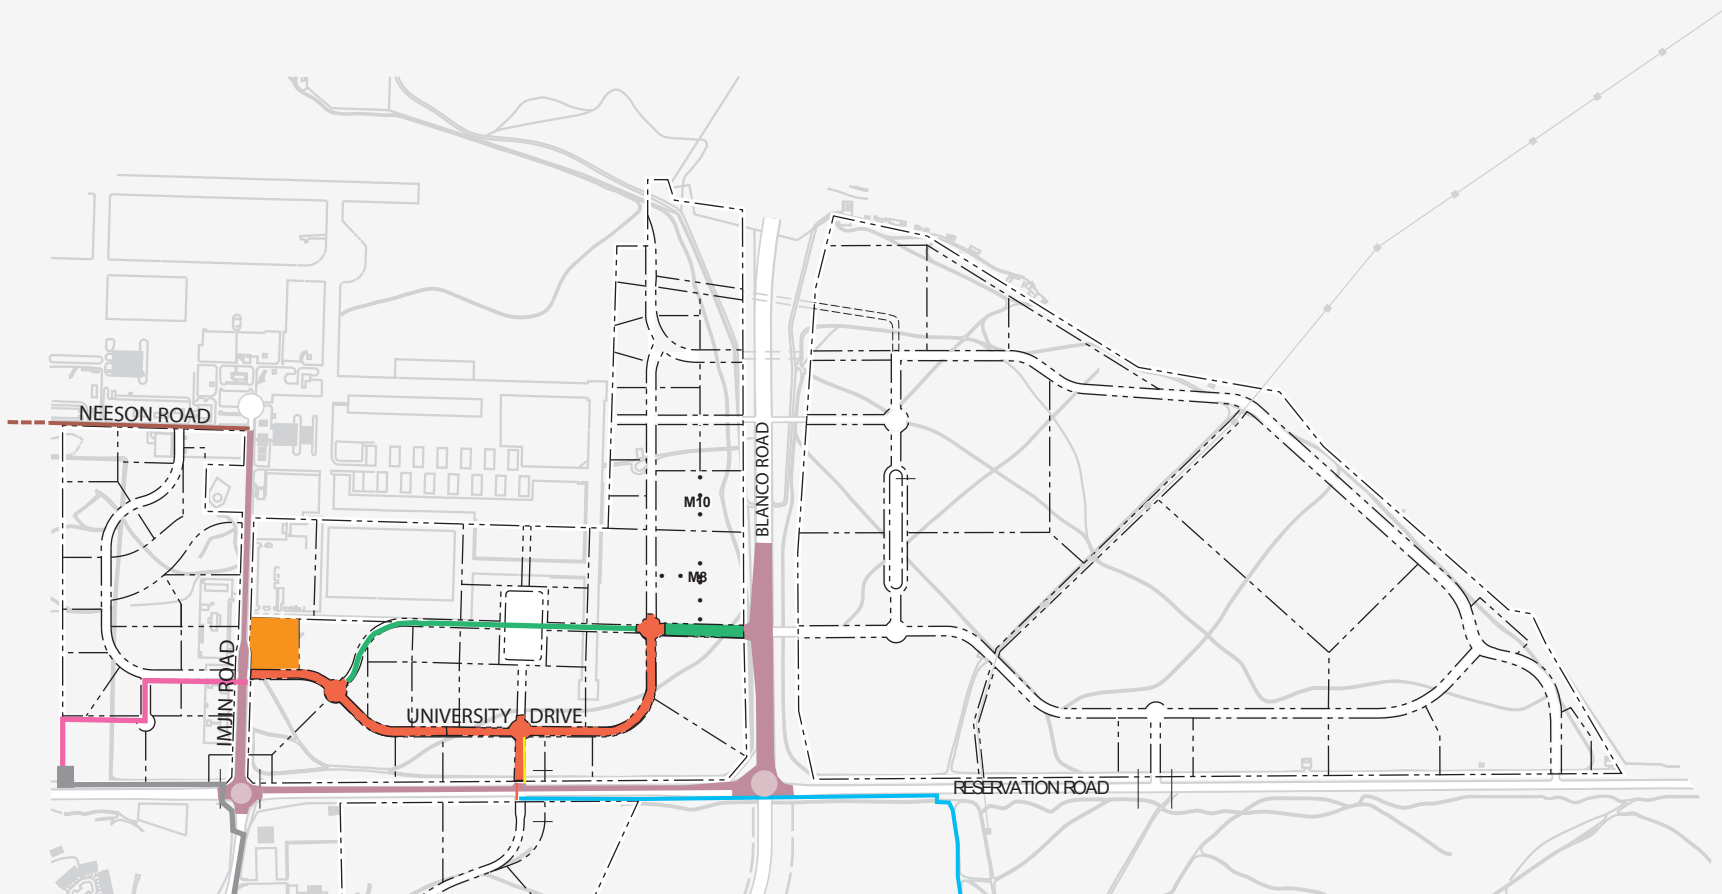 NEESON ROAD
BLANCO ROAD
M10
M8
IMJIN ROAD
UNIVERSITY DRIVE
RESERVATION ROAD